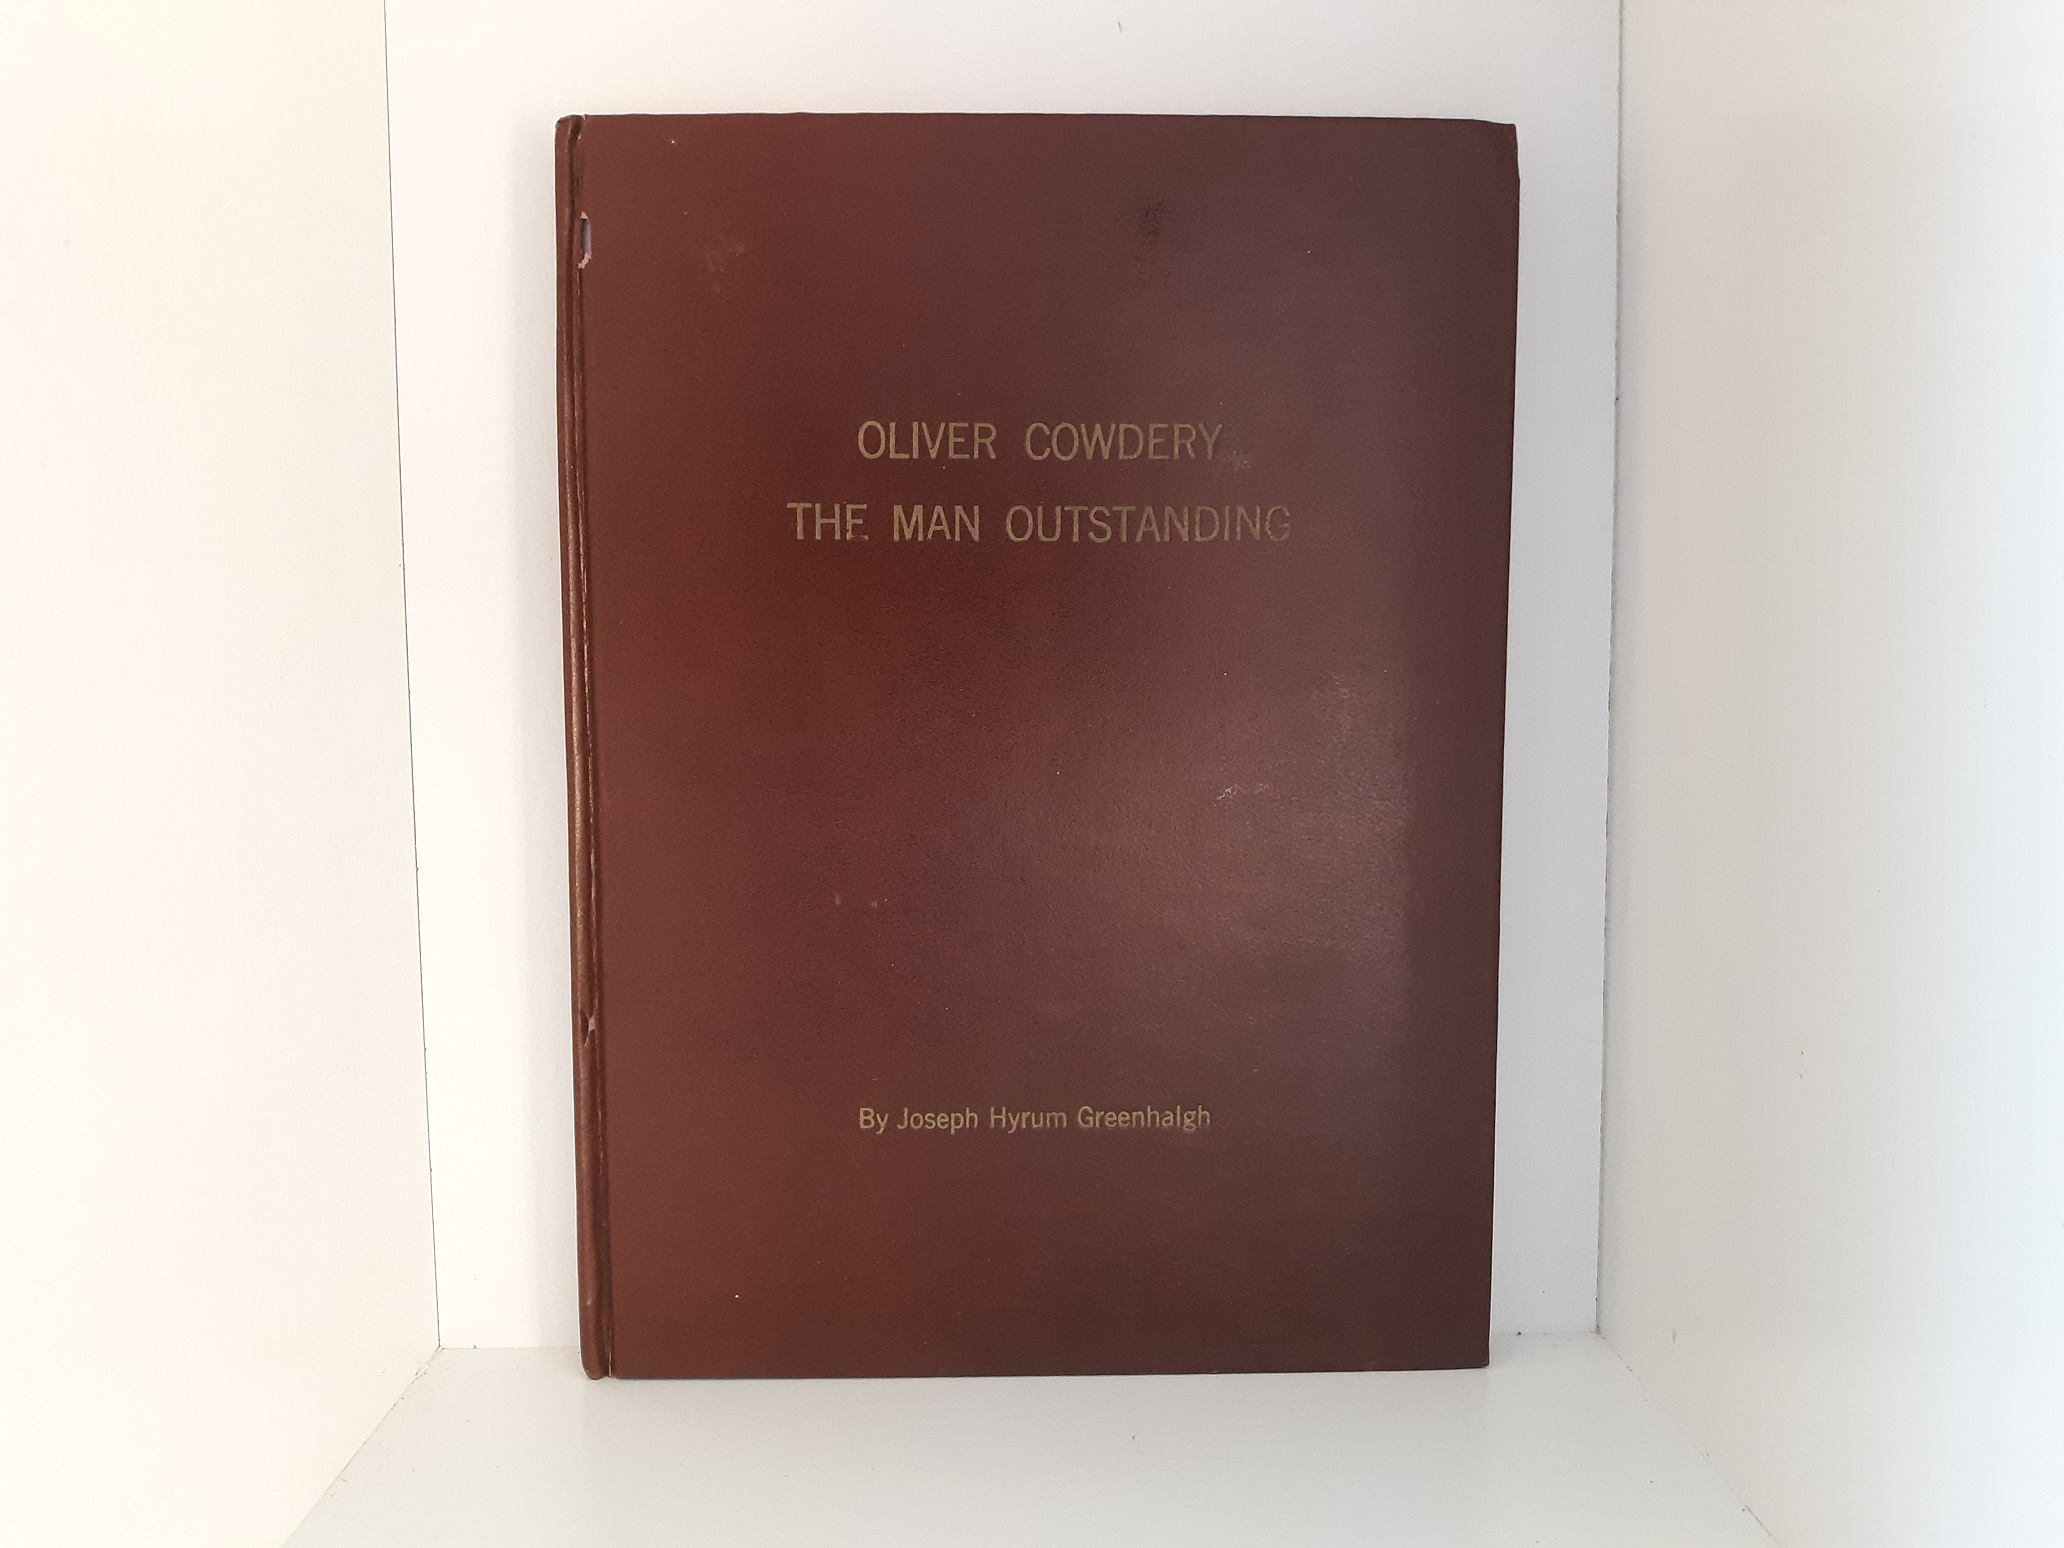 OLIVER COWDERY
THE MAN OUTSTANDING
By Joseph Hyrum Greenhalgh